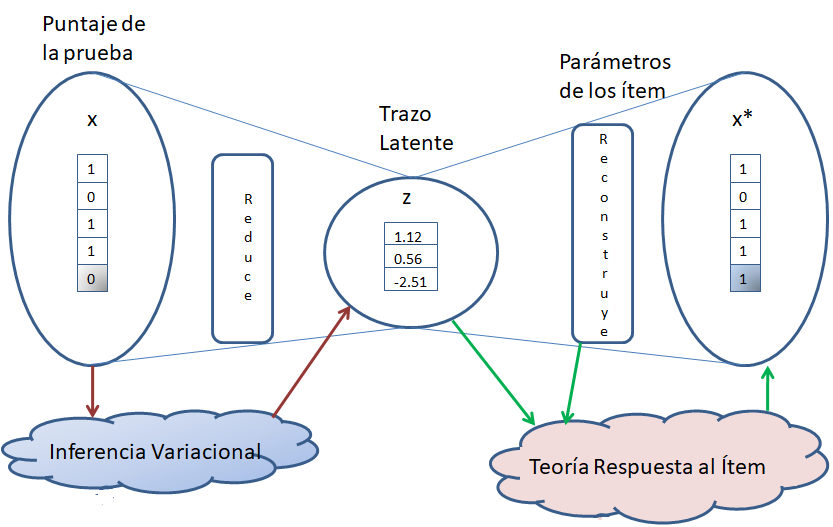 Puntaje de
la prueba
x
1
0
1
1
0
Reduce
Trazo
Latente
z
1.12
0.56
-2.51
Parámetros
de los ítem
Reconstruye
x*
1
0
1
1
1
Inferencia Variacional
Teoría Respuesta al Ítem